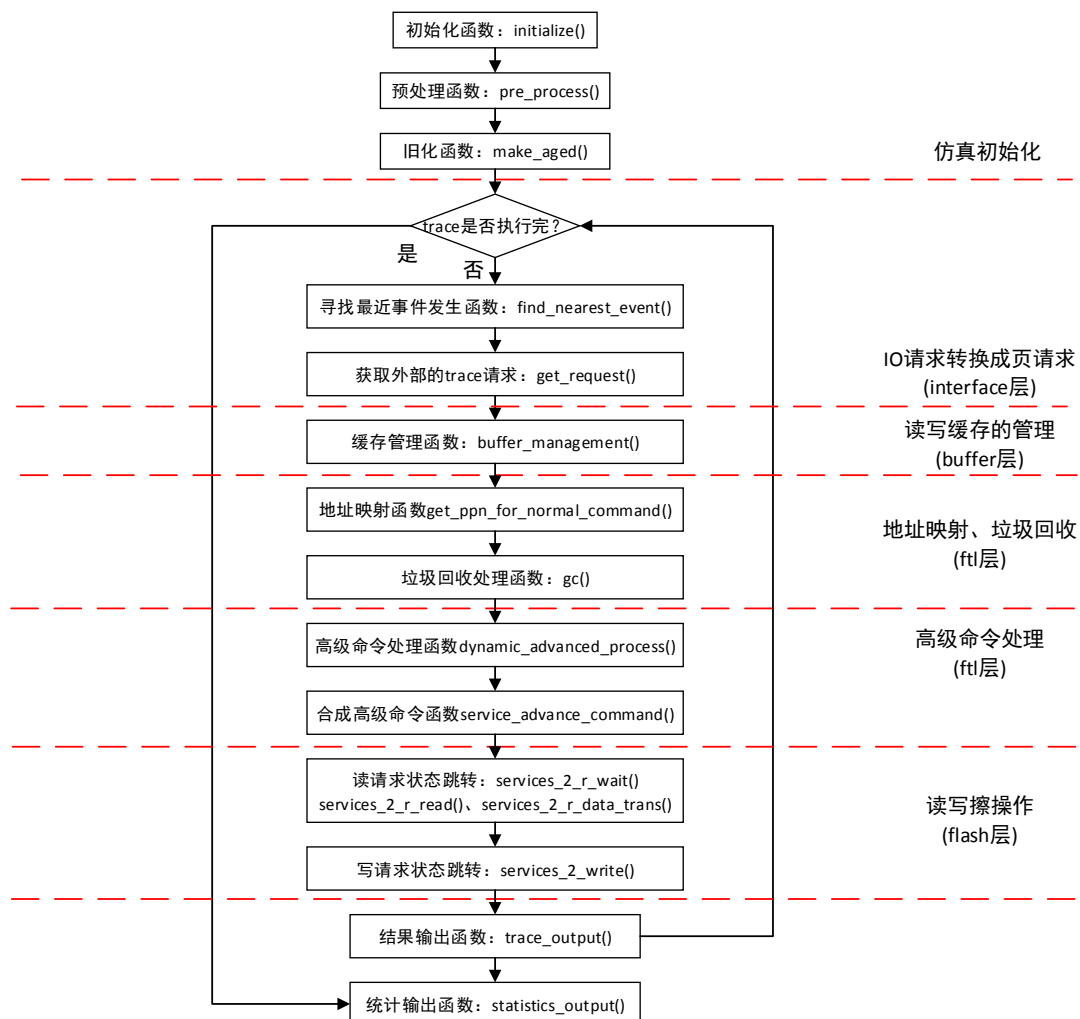 初始化函数：initialize()
预处理函数：pre_process()
旧化函数：make_aged()
仿真初始化
trace是否执行完？
是
否
寻找最近事件发生函数：find_nearest_event()
获取外部的trace请求：get_request()
IO请求转换成页请求
(interface层)
缓存管理函数：buffer_management()
读写缓存的管理
(buffer层)
地址映射函数get_ppn_for_normal_command()
垃圾回收处理函数：gc()
地址映射、垃圾回收
(ftl层)
高级命令处理函数dynamic_advanced_process()
合成高级命令函数service_advance_command()
高级命令处理
(ftl层)
读请求状态跳转：services_2_r_wait()
services_2_r_read()、services_2_r_data_trans()
写请求状态跳转：services_2_write()
读写擦操作
(flash层)
结果输出函数：trace_output()
统计输出函数：statistics_output()